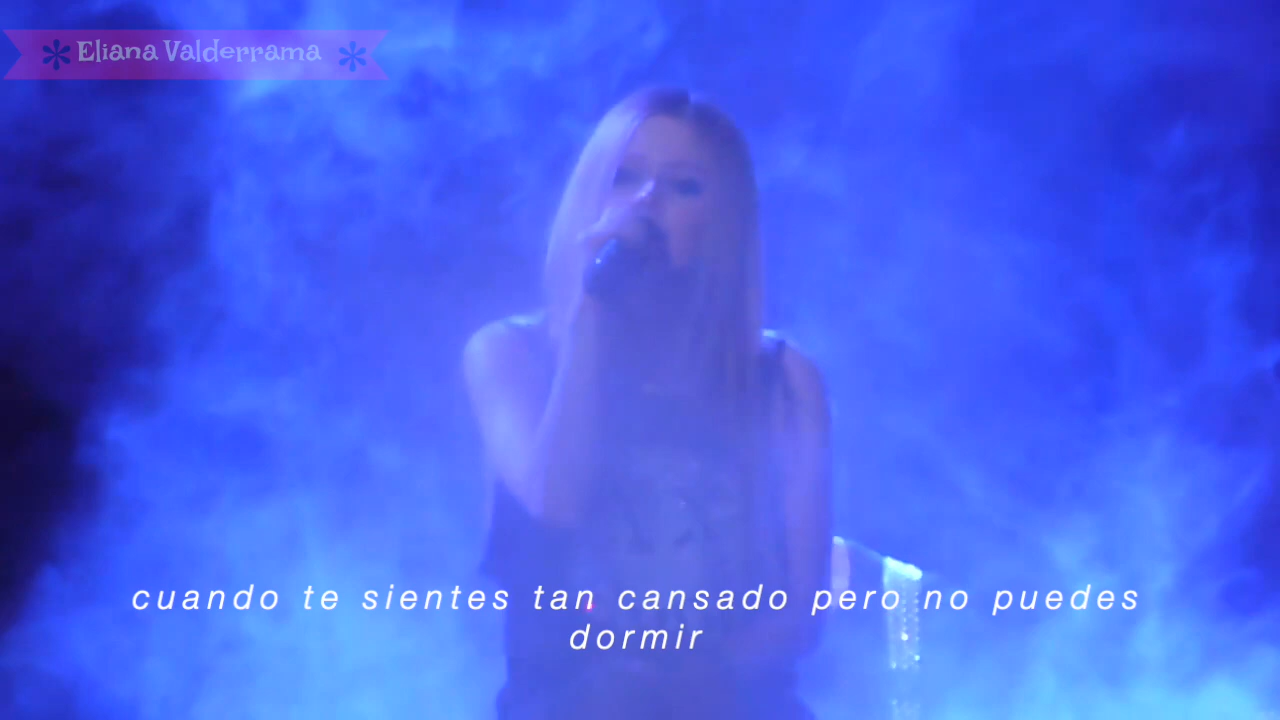 Eliana Valderrama
cuando te sientes tan cansado pero no puedes
dormir